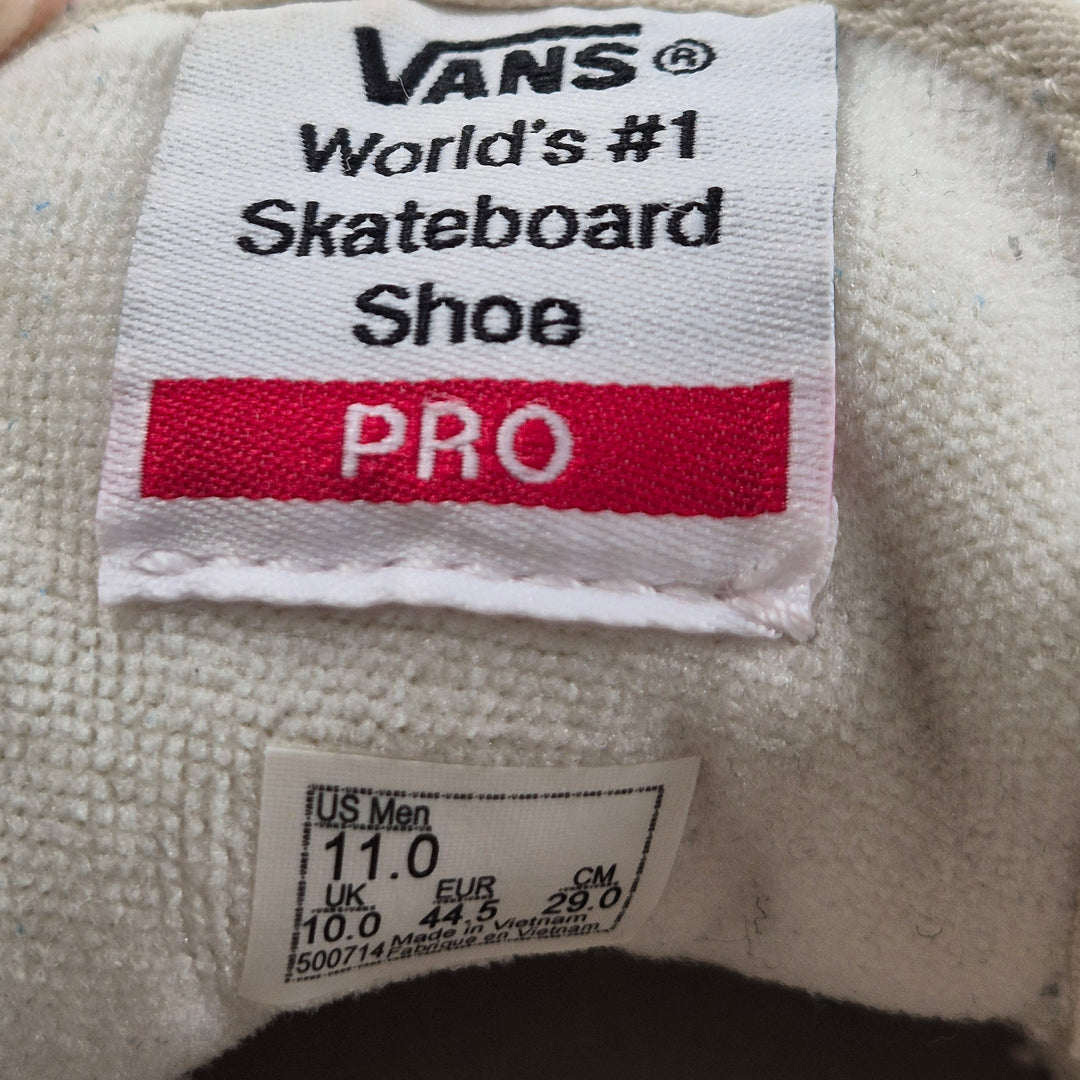 VANS®
World's #1
Skateboard
Shoe
PRO
US Men
11.0
UK EUR CM
10.0 44.5 29.0
Made in Vietnam
500714 Fabrique en Vietnam